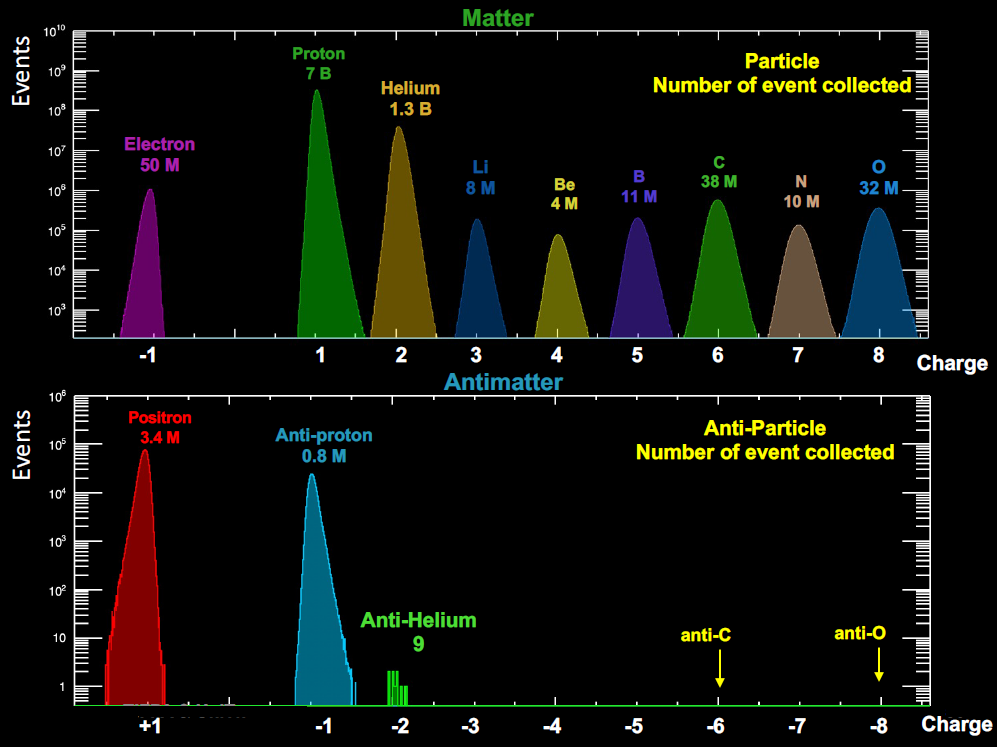 Matter
Events
10¹⁰
10⁹
10⁸
10⁷
10⁶
10⁵
10⁴
10³
Electron
50 M
Proton
7 B
Helium
1.3 B
Li
8 M
Be
4 M
B
11 M
C
38 M
N
10 M
O
32 M
Particle
Number of event collected
-1 1 2 3 4 5 6 7 8 Charge
Antimatter
Events
10⁶
10⁵
10⁴
10³
10²
10
1
Positron
3.4 M
Anti-proton
0.8 M
Anti-Helium
9
Anti-Particle
Number of event collected
anti-C
anti-O
+1 -1 -2 -3 -4 -5 -6 -7 -8 Charge